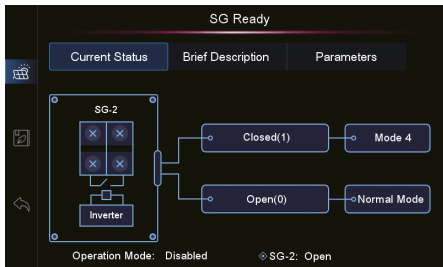 SG Ready
Current Status Brief Description Parameters
SG-2
Closed(1) Mode 4
Open(0) Normal Mode
Inverter
Operation Mode: Disabled SG-2: Open